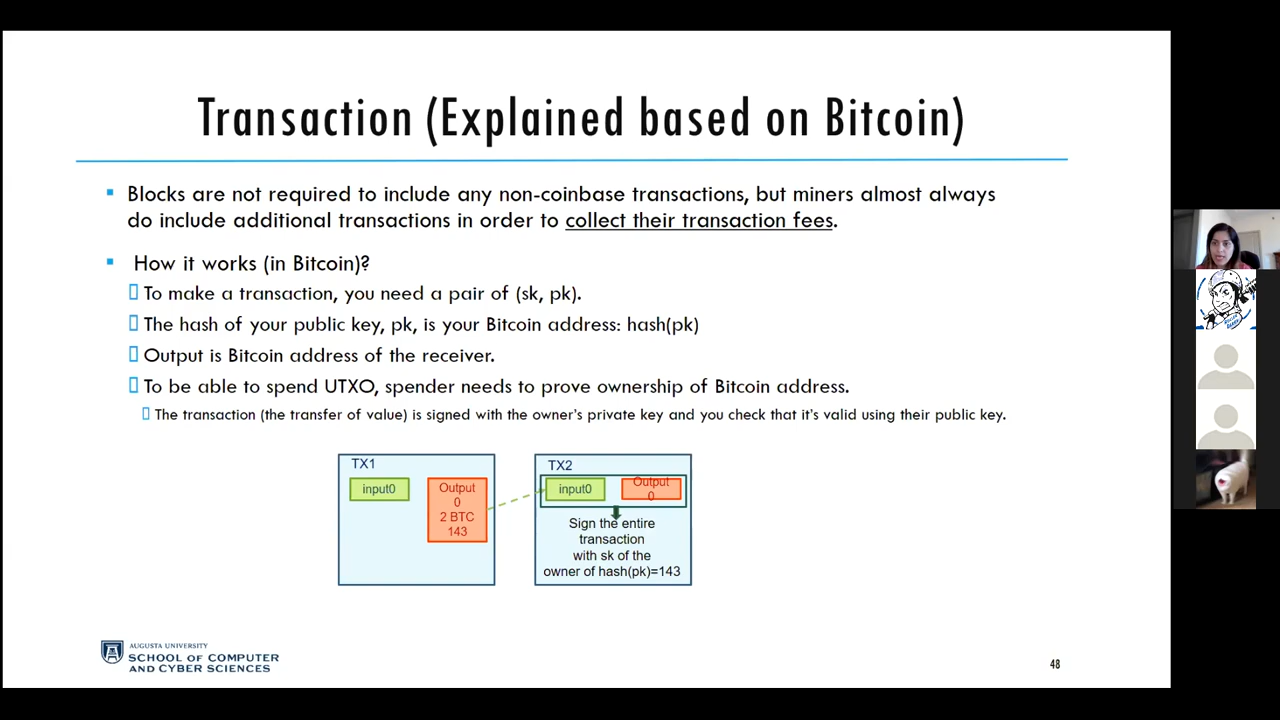 Transaction (Explained based on Bitcoin)
Blocks are not required to include any non-coinbase transactions, but miners almost always
do include additional transactions in order to collect their transaction fees.
How it works (in Bitcoin)?
To make a transaction, you need a pair of (sk, pk).
The hash of your public key, pk, is your Bitcoin address: hash(pk)
Output is Bitcoin address of the receiver.
To be able to spend UTXO, spender needs to prove ownership of Bitcoin address.
The transaction (the transfer of value) is signed with the owner's private key and you check that it's valid using their public key.
TX1
input0
Output
0
2 BTC
143
TX2
input0
Output
0
Sign the entire
transaction
with sk of the
owner of hash(pk)=143
AUGUSTA UNIVERSITY
SCHOOL OF COMPUTER
AND CYBER SCIENCES
48